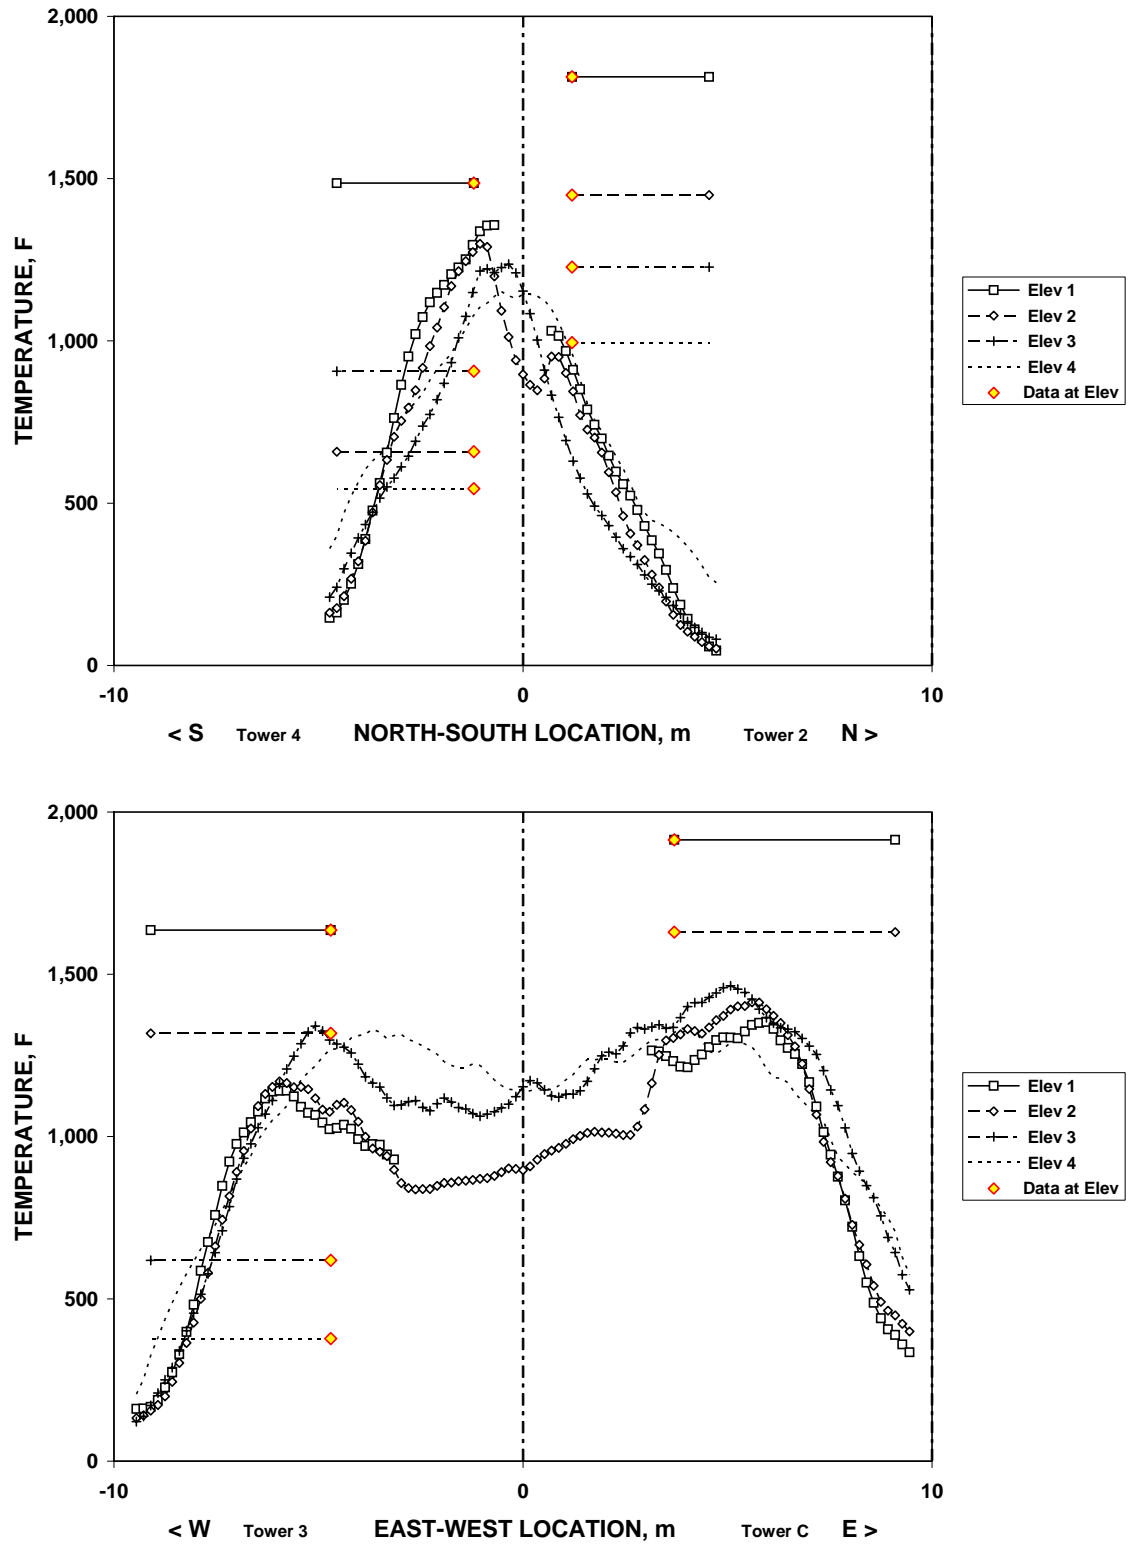 2,000
1,500
1,000
500
0
TEMPERATURE, F
-10 0 10
< S Tower 4 NORTH-SOUTH LOCATION, m Tower 2 N >
Elev 1
Elev 2
Elev 3
Elev 4
Data at Elev
2,000
1,500
1,000
500
0
TEMPERATURE, F
-10 0 10
< W Tower 3 EAST-WEST LOCATION, m Tower C E >
Elev 1
Elev 2
Elev 3
Elev 4
Data at Elev